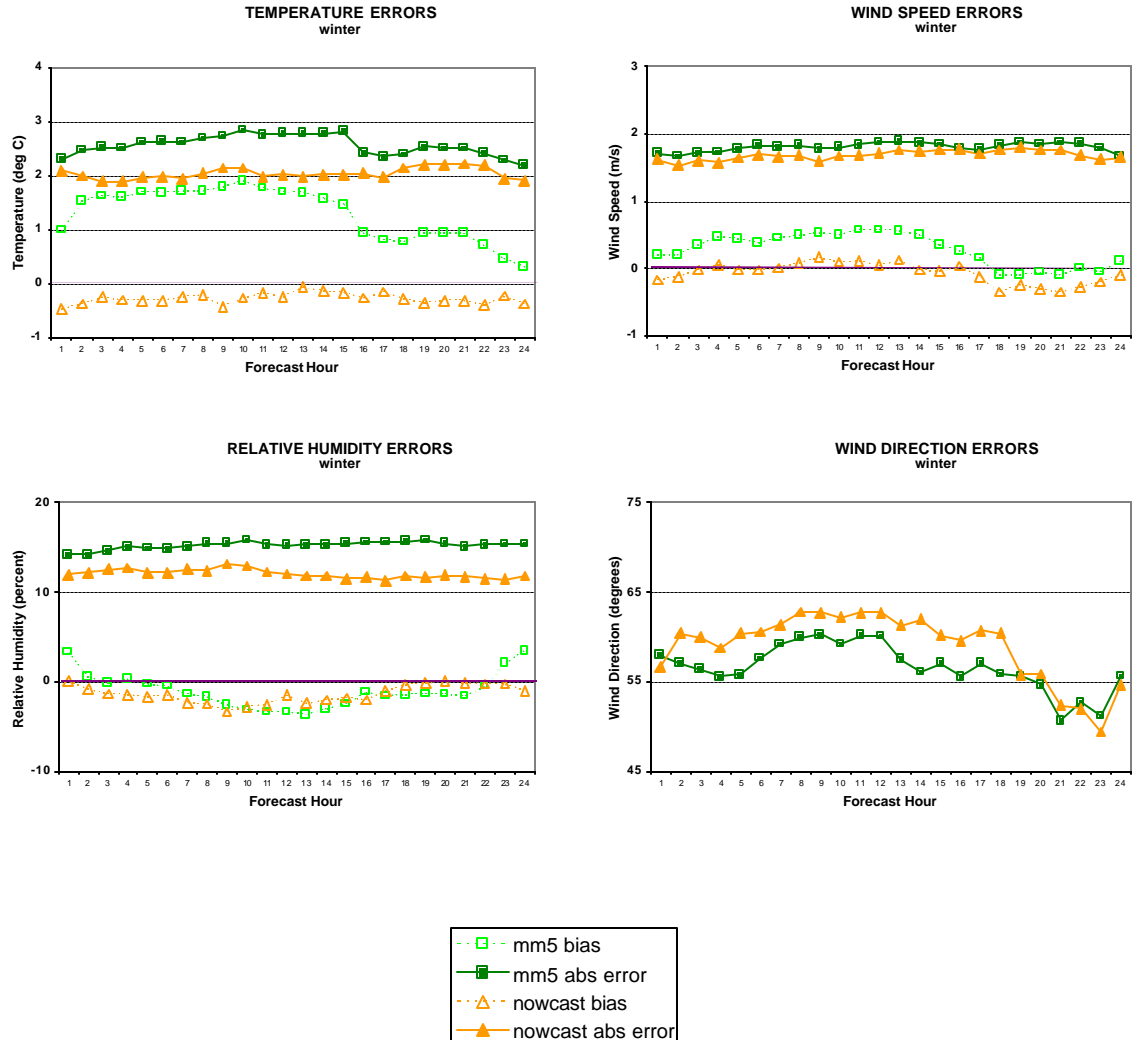 TEMPERATURE ERRORS
winter
4
3
2
1
0
-1
Temperature (deg C)
1 2 3 4 5 6 7 8 9 10 11 12 13 14 15 16 17 18 19 20 21 22 23 24
Forecast Hour
WIND SPEED ERRORS
winter
3
2
1
0
-1
Wind Speed (m/s)
1 2 3 4 5 6 7 8 9 10 11 12 13 14 15 16 17 18 19 20 21 22 23 24
Forecast Hour
RELATIVE HUMIDITY ERRORS
winter
20
10
0
-10
Relative Humidity (percent)
1 2 3 4 5 6 7 8 9 10 11 12 13 14 15 16 17 18 19 20 21 22 23 24
Forecast Hour
WIND DIRECTION ERRORS
winter
75
65
55
45
Wind Direction (degrees)
1 2 3 4 5 6 7 8 9 10 11 12 13 14 15 16 17 18 19 20 21 22 23 24
Forecast Hour
mm5 bias
mm5 abs error
nowcast bias
nowcast abs error